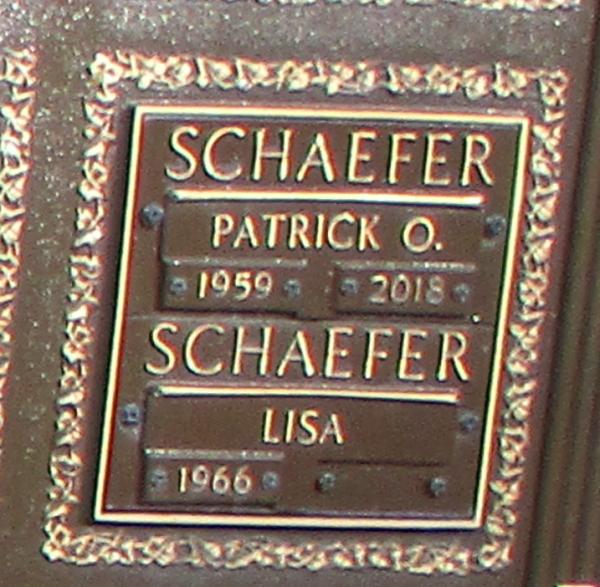 SCHAEFER
PATRICK O.
1959 2018
SCHAEFER
LISA
1966